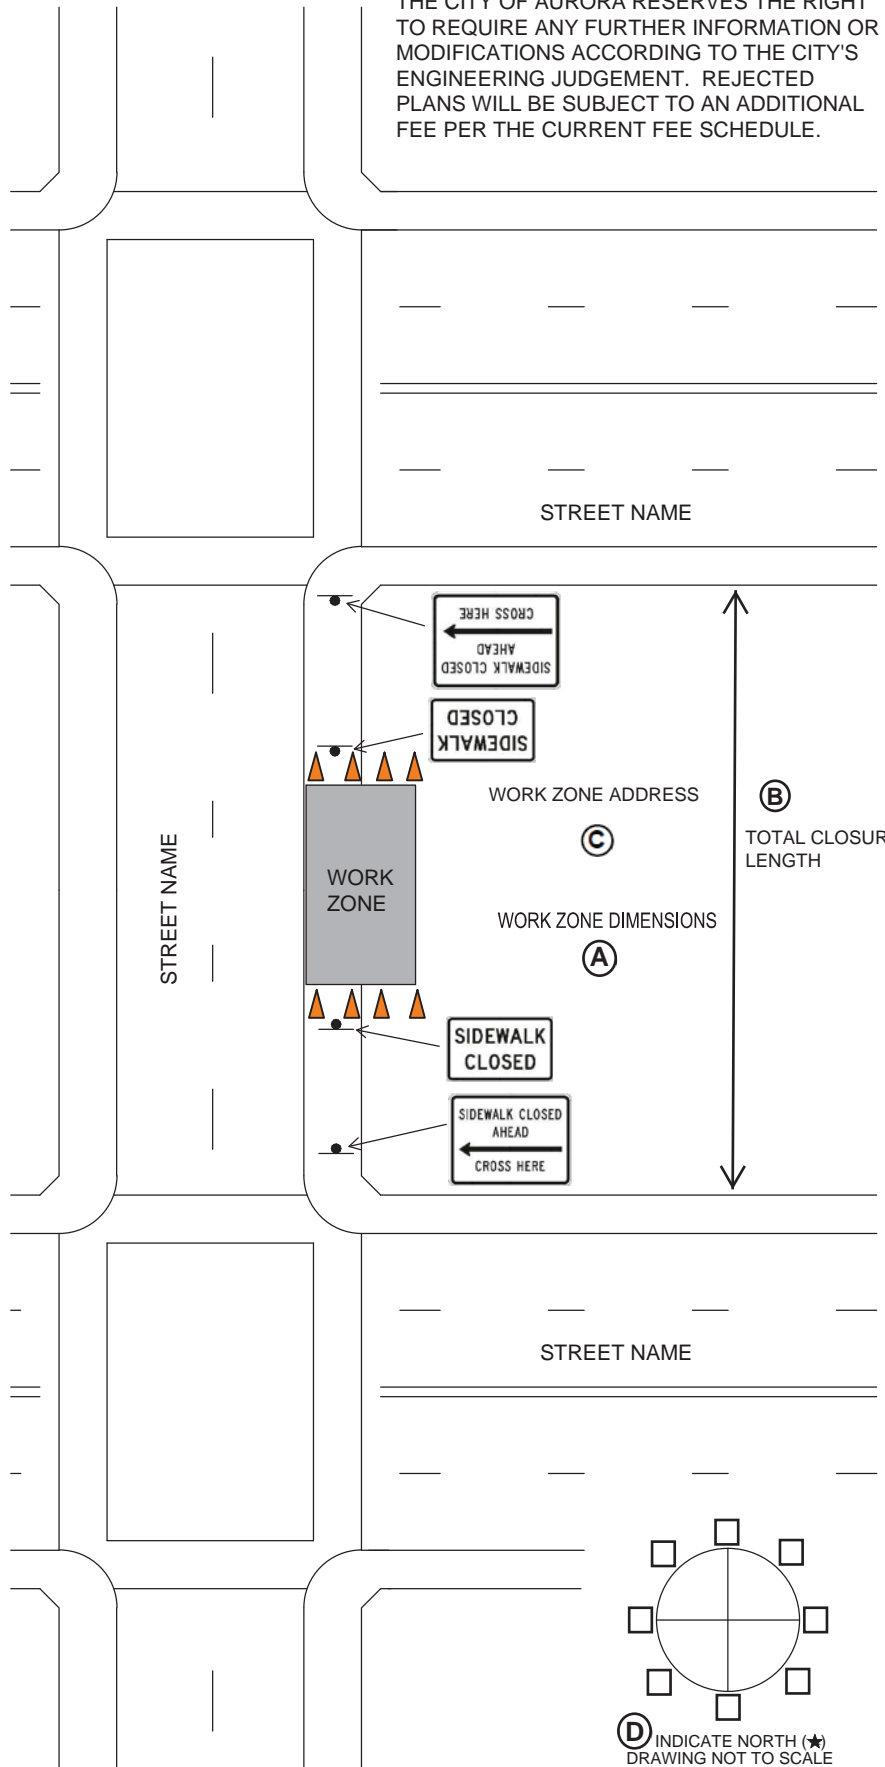 THE CITY OF AURORA RESERVES THE RIGHT
TO REQUIRE ANY FURTHER INFORMATION OR
MODIFICATIONS ACCORDING TO THE CITY'S
ENGINEERING JUDGEMENT. REJECTED
PLANS WILL BE SUBJECT TO AN ADDITIONAL
FEE PER THE CURRENT FEE SCHEDULE.
STREET NAME
SIDEWALK CLOSED
AHEAD
CROSS HERE
SIDEWALK
CLOSED
WORK ZONE ADDRESS
C
B
TOTAL CLOSUR
LENGTH
WORK
ZONE
STREET NAME
WORK ZONE DIMENSIONS
A
SIDEWALK
CLOSED
SIDEWALK CLOSED
AHEAD
CROSS HERE
STREET NAME
D INDICATE NORTH (★)
DRAWING NOT TO SCALE